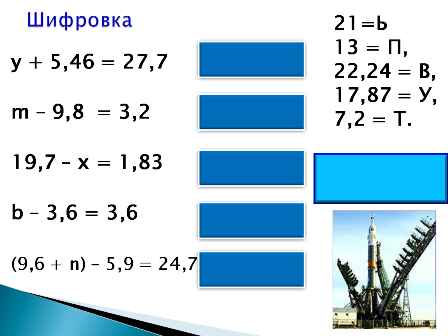 Шифровка
y + 5,46 = 27,7
m – 9,8 = 3,2
19,7 – x = 1,83
b – 3,6 = 3,6
(9,6 + n) – 5,9 = 24,7
21=Ь
13 = П,
22,24 = В,
17,87 = У,
7,2 = Т.